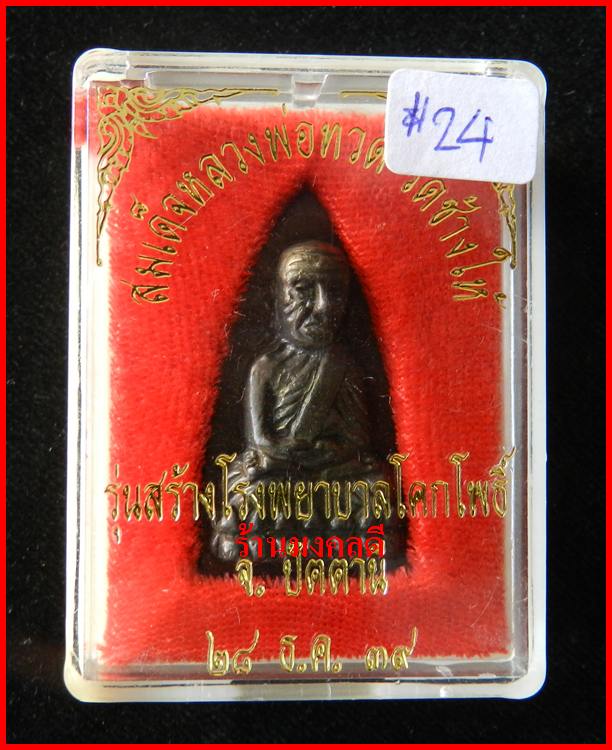 #24
สมเด็จหลวงพ่อทวด วัดช้างให้
รุ่นสร้างโรงพยาบาลโคกโพธิ์
ร้านมงคลดี
จ. ปัตตานี
๒๘ ธ.ค. ๓๙